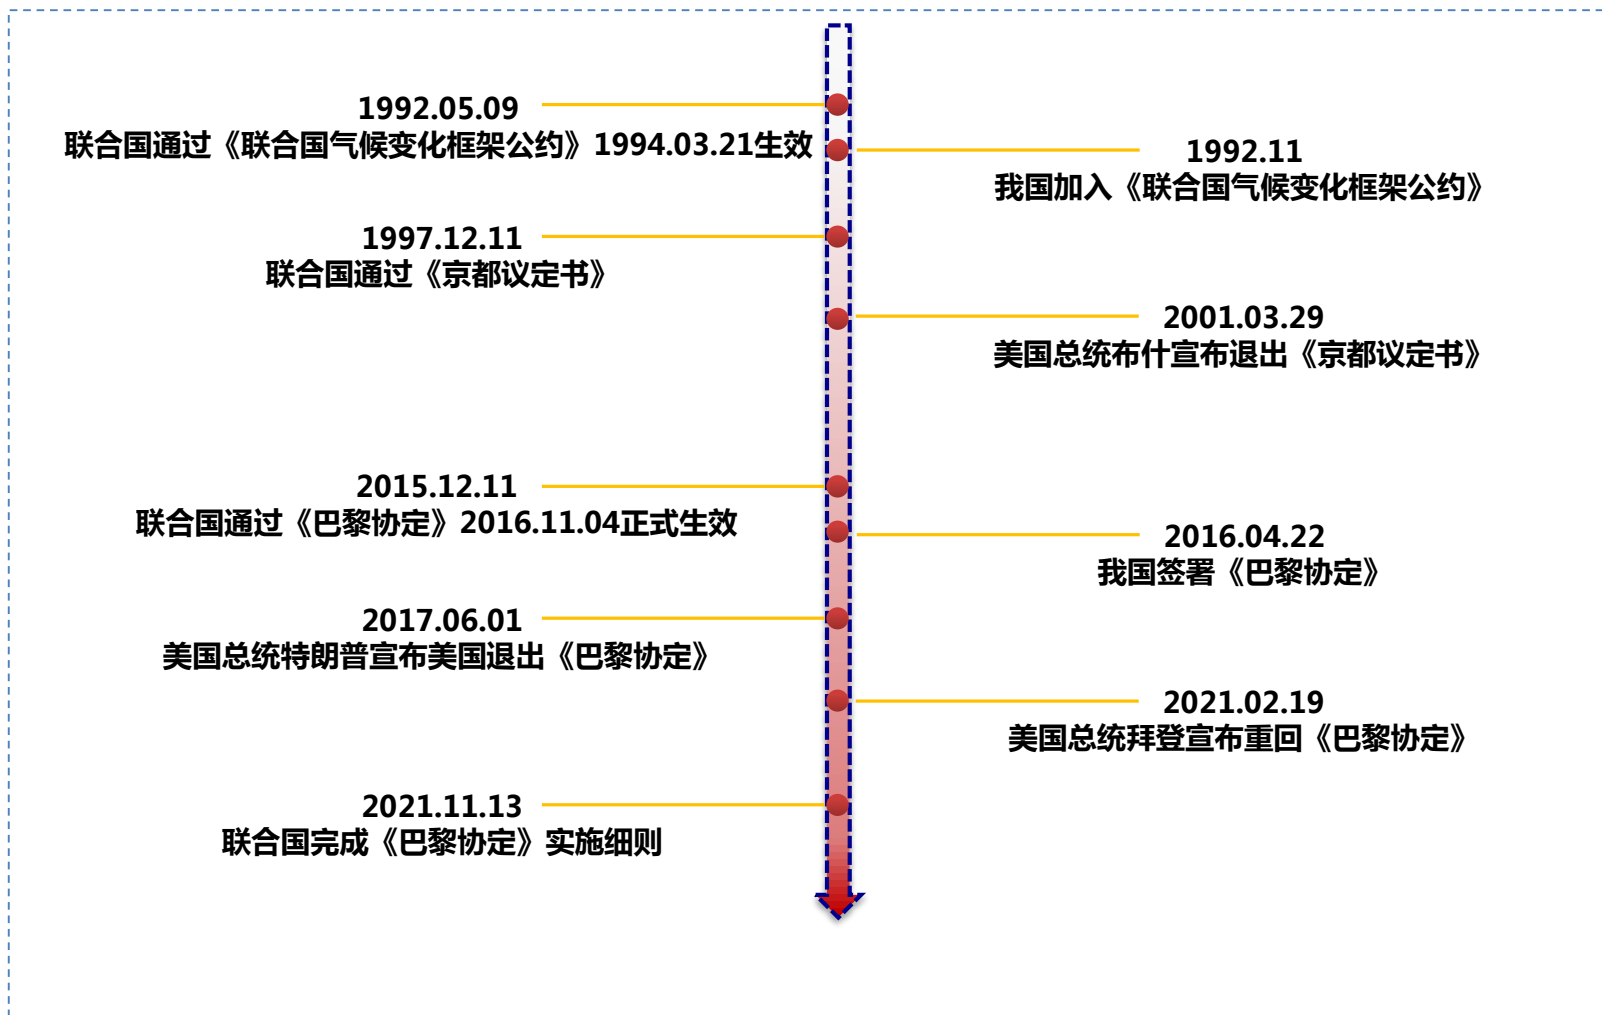 1992.05.09
联合国通过《联合国气候变化框架公约》1994.03.21生效
1992.11
我国加入《联合国气候变化框架公约》
1997.12.11
联合国通过《京都议定书》
2001.03.29
美国总统布什宣布退出《京都议定书》
2015.12.11
联合国通过《巴黎协定》2016.11.04正式生效
2016.04.22
我国签署《巴黎协定》
2017.06.01
美国总统特朗普宣布美国退出《巴黎协定》
2021.02.19
美国总统拜登宣布重回《巴黎协定》
2021.11.13
联合国完成《巴黎协定》实施细则